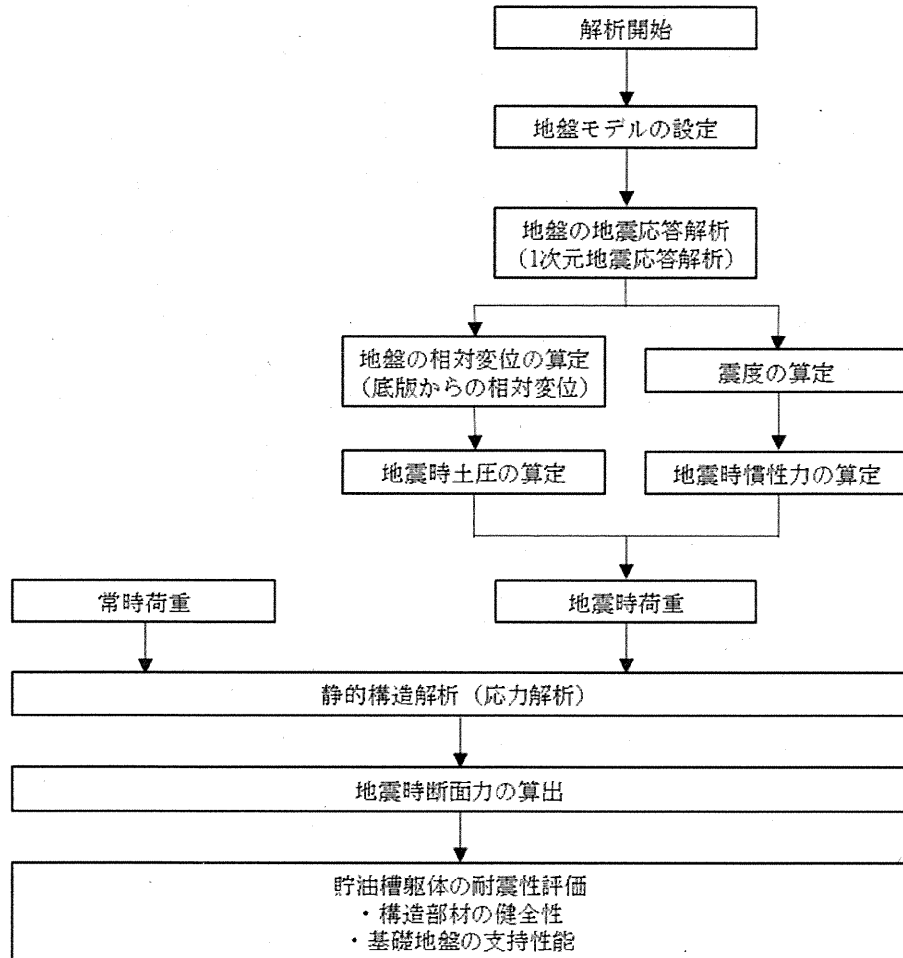 解析開始
地盤モデルの設定
地盤の地震応答解析
(1次元地震応答解析)
地盤の相対変位の算定
(底版からの相対変位)
震度の算定
地震時土圧の算定
地震時慣性力の算定
常時荷重
地震時荷重
静的構造解析(応力解析)
地震時断面力の算出
貯油槽躯体の耐震性評価
・構造部材の健全性
・基礎地盤の支持性能